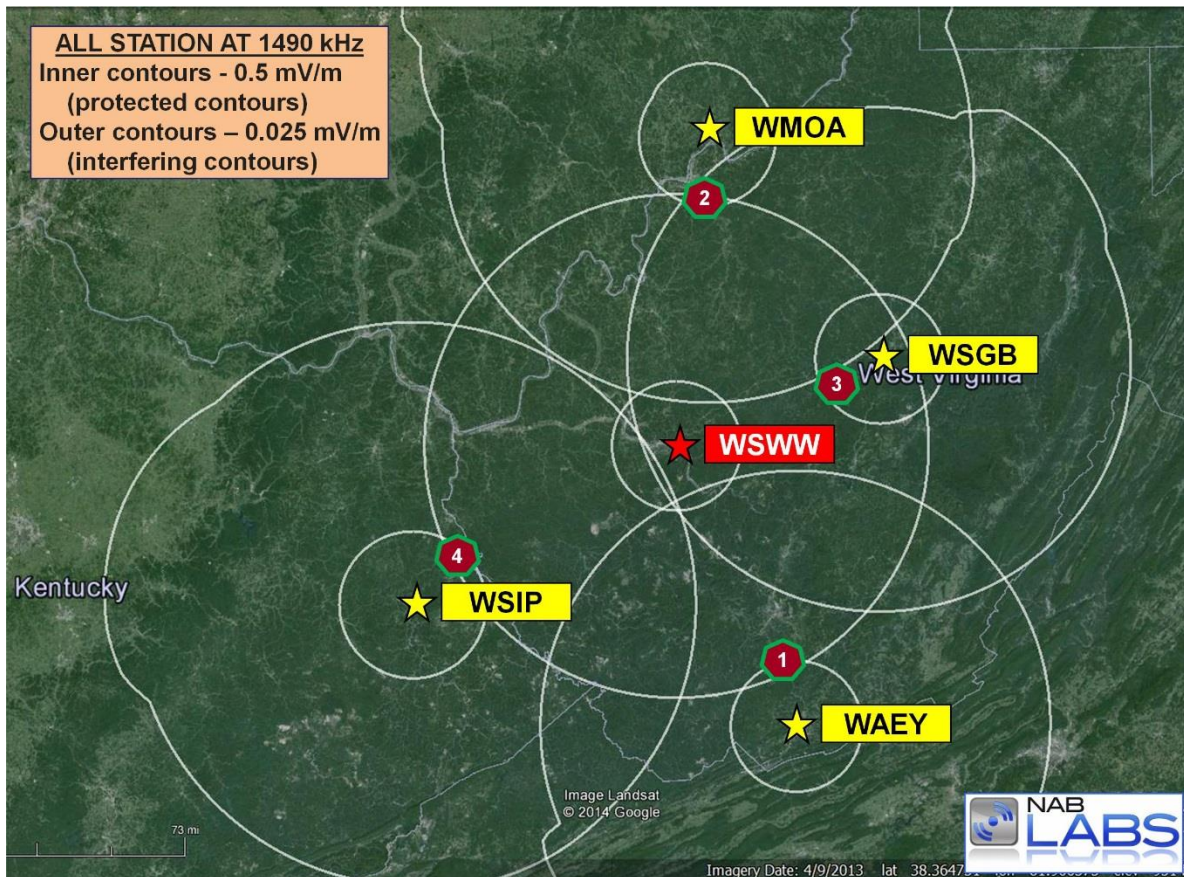 ALL STATION AT 1490 kHz
Inner contours - 0.5 mV/m
(protected contours)
Outer contours – 0.025 mV/m
(interfering contours)
WMOA
2
WSGB
3
West Virginia
WSWW
4
Kentucky
WSIP
1
WAEY
Image Landsat
© 2014 Google
73 mi
NAB
LABS
Imagery Date: 4/9/2013 lat